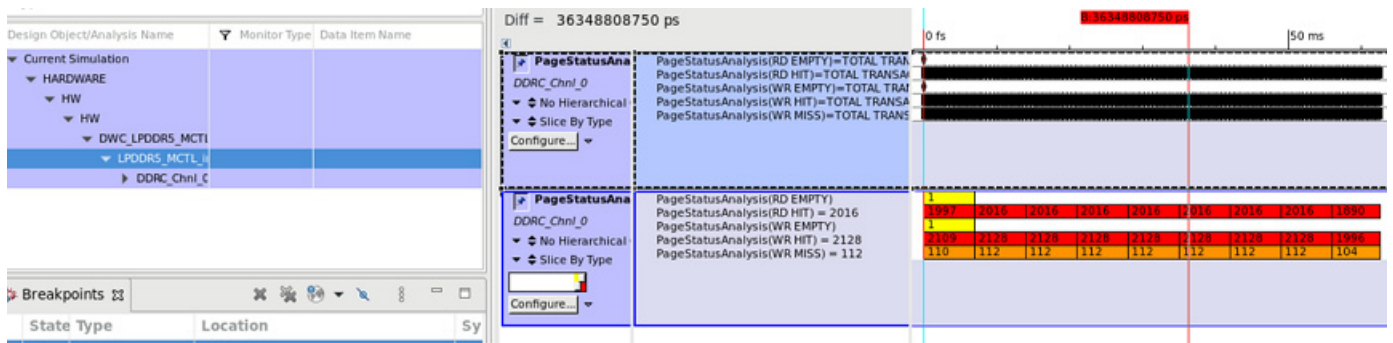 Design Object/Analysis Name
Monitor Type
Data Item Name
Current Simulation
HARDWARE
HW
HW
DWC_LPDDR5_MCTL
LPDDR5_MCTL_i
DDRC_Chnl_0
Breakpoints
State
Type
Location
Sy
Diff = 36348808750 ps
B:36348808750 ps
0 fs
50 ms
PageStatusAna
DDRC_Chnl_0
No Hierarchical
Slice By Type
Configure...
PageStatusAnalysis(RD EMPTY)=TOTAL TRAN
PageStatusAnalysis(RD HIT)=TOTAL TRANSA
PageStatusAnalysis(WR EMPTY)=TOTAL TRA
PageStatusAnalysis(WR HIT)=TOTAL TRANSA
PageStatusAnalysis(WR MISS)=TOTAL TRANS
PageStatusAna
DDRC_Chnl_0
No Hierarchical
Slice By Type
Configure...
PageStatusAnalysis(RD EMPTY)
PageStatusAnalysis(RD HIT) = 2016
PageStatusAnalysis(WR EMPTY)
PageStatusAnalysis(WR HIT) = 2128
PageStatusAnalysis(WR MISS) = 112
1
1997 2016 2016 2016 2016 2016 2016 2016 1890
1
2109 2128 2128 2128 2128 2128 2128 2128 1996
110 112 112 112 112 112 112 112 104